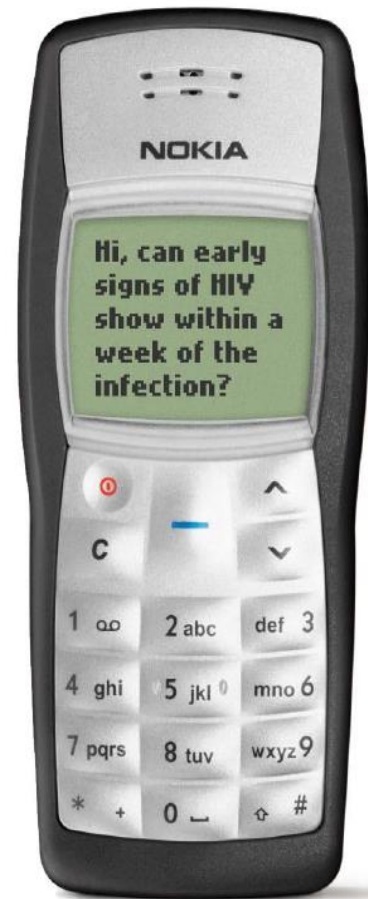 NOKIA
Hi, can early
signs of HIV
show within a
week of the
infection?
C
1
2 abc
def 3
4 ghi
5 jkl
mno 6
7 pqrs
8 tuv
wxyz 9
* +
0
#